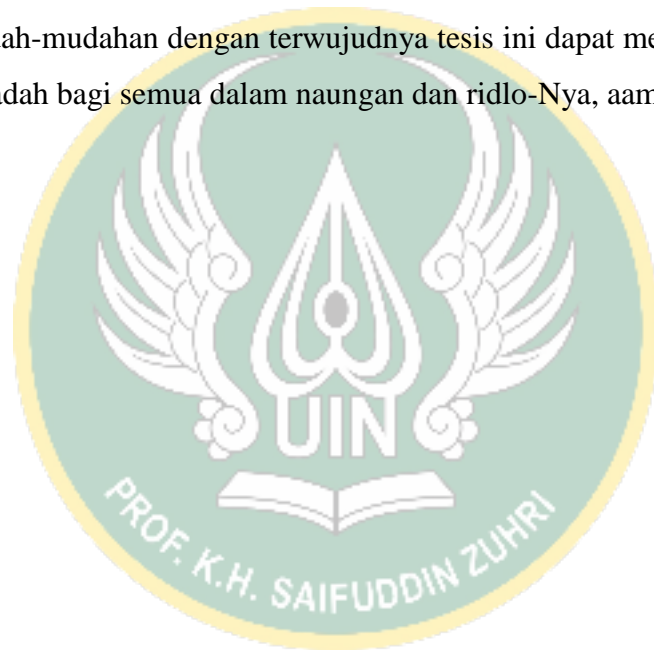 dah-mudahan dengan terwujudnya tesis ini dapat me
adah bagi semua dalam naungan dan ridlo-Nya, aam
UIN
PROF. K.H. SAIFUDDIN ZUHRI